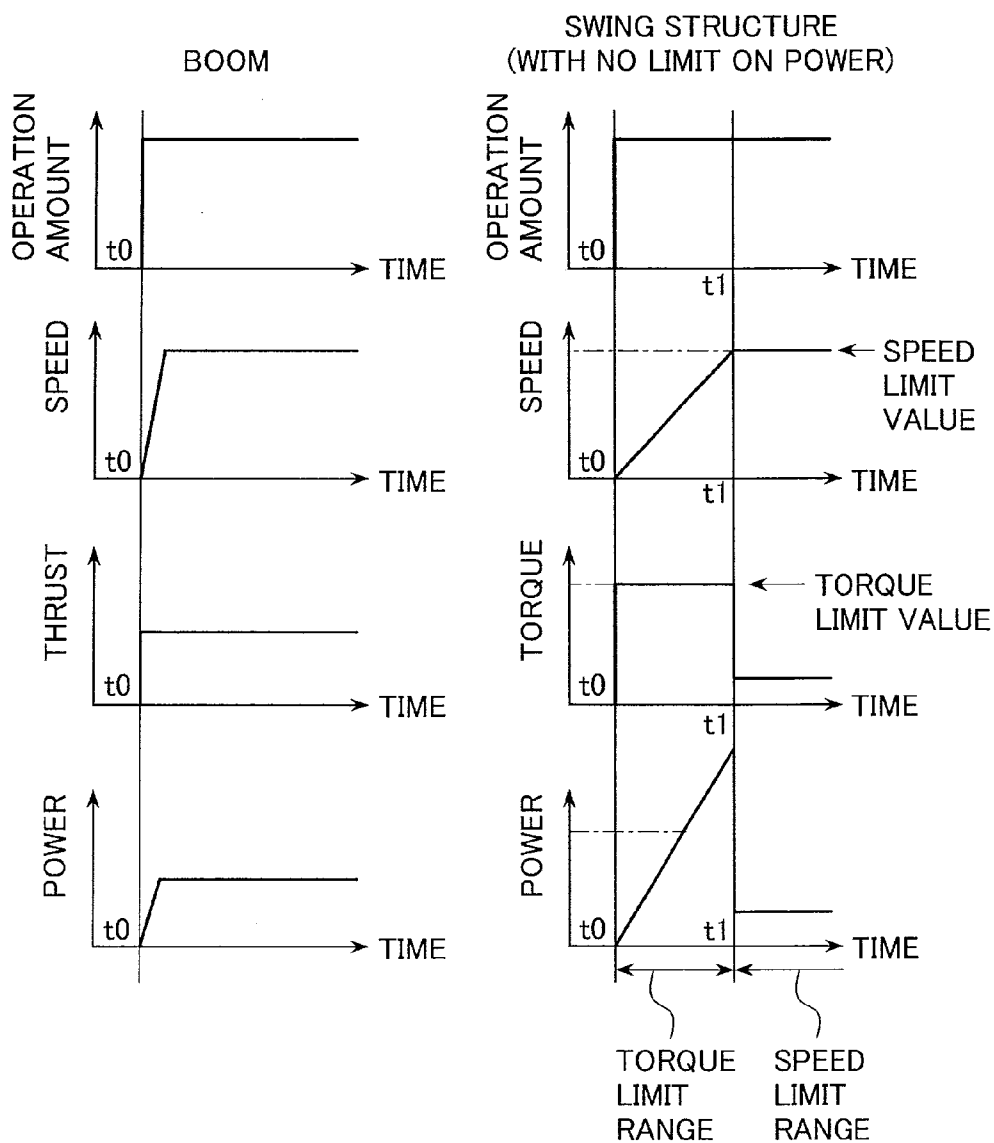 BOOM
SWING STRUCTURE
(WITH NO LIMIT ON POWER)
OPERATION
AMOUNT
t0
TIME
OPERATION
AMOUNT
t0
t1
TIME
SPEED
t0
TIME
SPEED
t0
t1
TIME
SPEED
LIMIT
VALUE
THRUST
t0
TIME
TORQUE
t0
t1
TIME
TORQUE
LIMIT VALUE
POWER
t0
TIME
POWER
t0
t1
TIME
TORQUE
LIMIT
RANGE
SPEED
LIMIT
RANGE